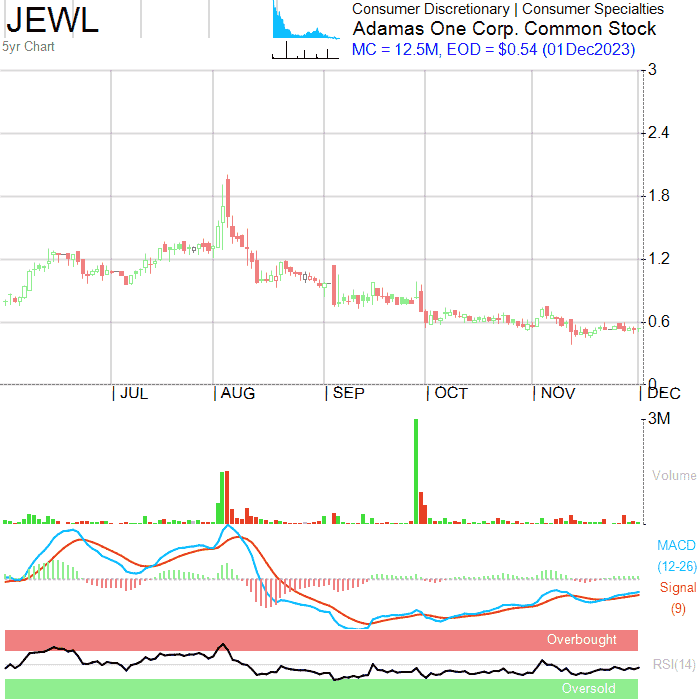 JEWL
5yr Chart
Consumer Discretionary | Consumer Specialties
Adamas One Corp. Common Stock
MC = 12.5M, EOD = $0.54 (01Dec2023)
3
2.4
1.8
1.2
0.6
0
| JUL | AUG | SEP | OCT | NOV | DEC
3M
Volume
MACD
(12-26)
Signal
(9)
Overbought
RSI(14)
Oversold